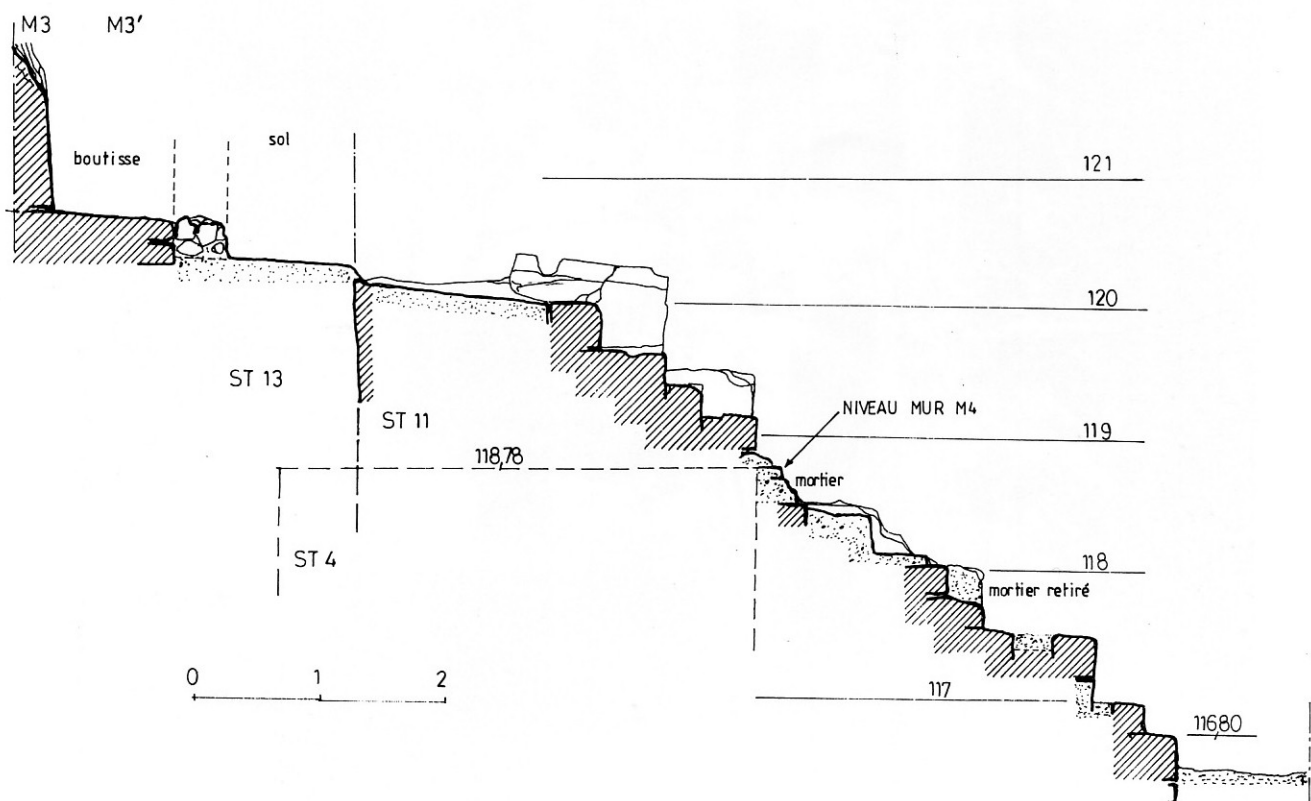 M3 M3'
sol
boutisse
121
120
ST 13
ST 11
NIVEAU MUR M4
119
118,78
mortier
ST 4
118
mortier retiré
0 1 2
117
116,80